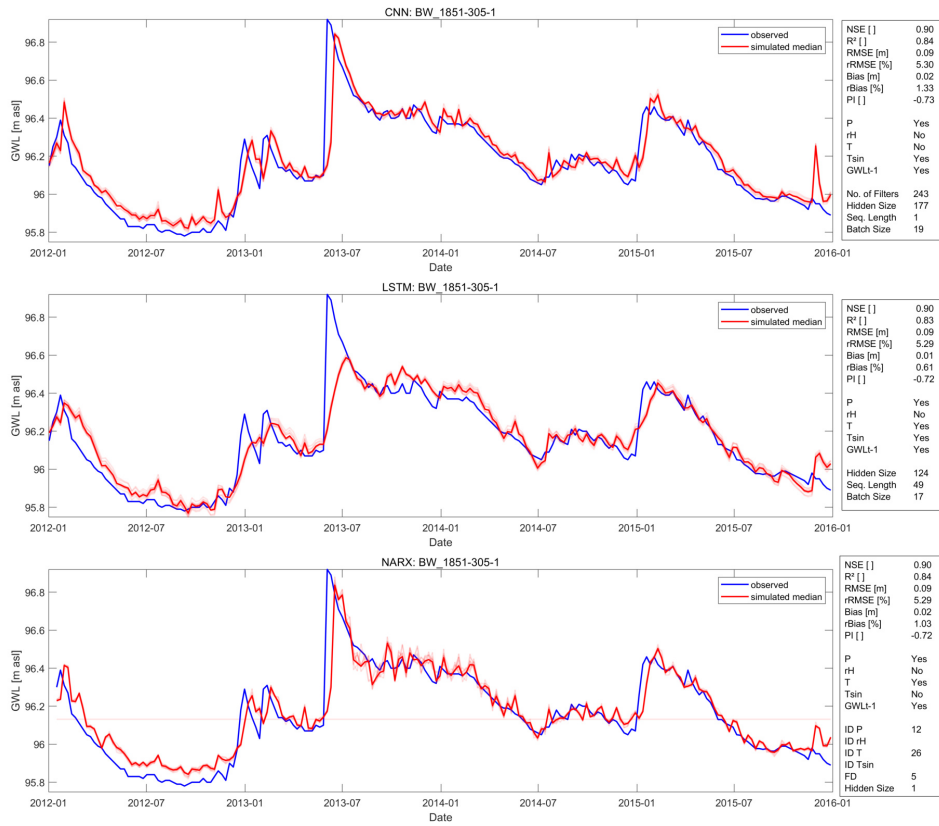 CNN: BW_1851-305-1
96.8
96.6
96.4
96.2
96
95.8
GWL [m asl]
observed
simulated median
2012-01 2012-07 2013-01 2013-07 2014-01 2014-07 2015-01 2015-07 2016-01
Date
NSE [ ] 0.90
R² [ ] 0.84
RMSE [m] 0.09
rRMSE [%] 5.30
Bias [m] 0.02
rBias [%] 1.33
PI [ ] -0.73
P Yes
rH No
T No
Tsin Yes
GWLt-1 Yes
No. of Filters 243
Hidden Size 177
Seq. Length 1
Batch Size 19
LSTM: BW_1851-305-1
96.8
96.6
96.4
96.2
96
95.8
GWL [m asl]
observed
simulated median
2012-01 2012-07 2013-01 2013-07 2014-01 2014-07 2015-01 2015-07 2016-01
Date
NSE [ ] 0.90
R² [ ] 0.83
RMSE [m] 0.09
rRMSE [%] 5.29
Bias [m] 0.01
rBias [%] 0.61
PI [ ] -0.72
P Yes
rH No
T Yes
Tsin Yes
GWLt-1 Yes
Hidden Size 124
Seq. Length 49
Batch Size 17
NARX: BW_1851-305-1
96.8
96.6
96.4
96.2
96
95.8
GWL [m asl]
observed
simulated median
2012-01 2012-07 2013-01 2013-07 2014-01 2014-07 2015-01 2015-07 2016-01
Date
NSE [ ] 0.90
R² [ ] 0.84
RMSE [m] 0.09
rRMSE [%] 5.29
Bias [m] 0.02
rBias [%] 1.03
PI [ ] -0.72
P Yes
rH No
T Yes
Tsin No
GWLt-1 Yes
ID P 12
ID rH
ID T 26
ID Tsin
FD 5
Hidden Size 1